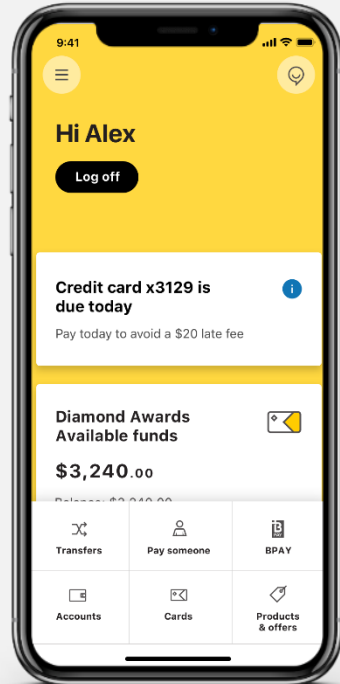 9:41
Hi Alex
Log off
Credit card x3129 is
due today
Pay today to avoid a $20 late fee
Diamond Awards
Available funds
$3,240.00
Transfers
Pay someone
BPAY
Accounts
Cards
Products
& offers